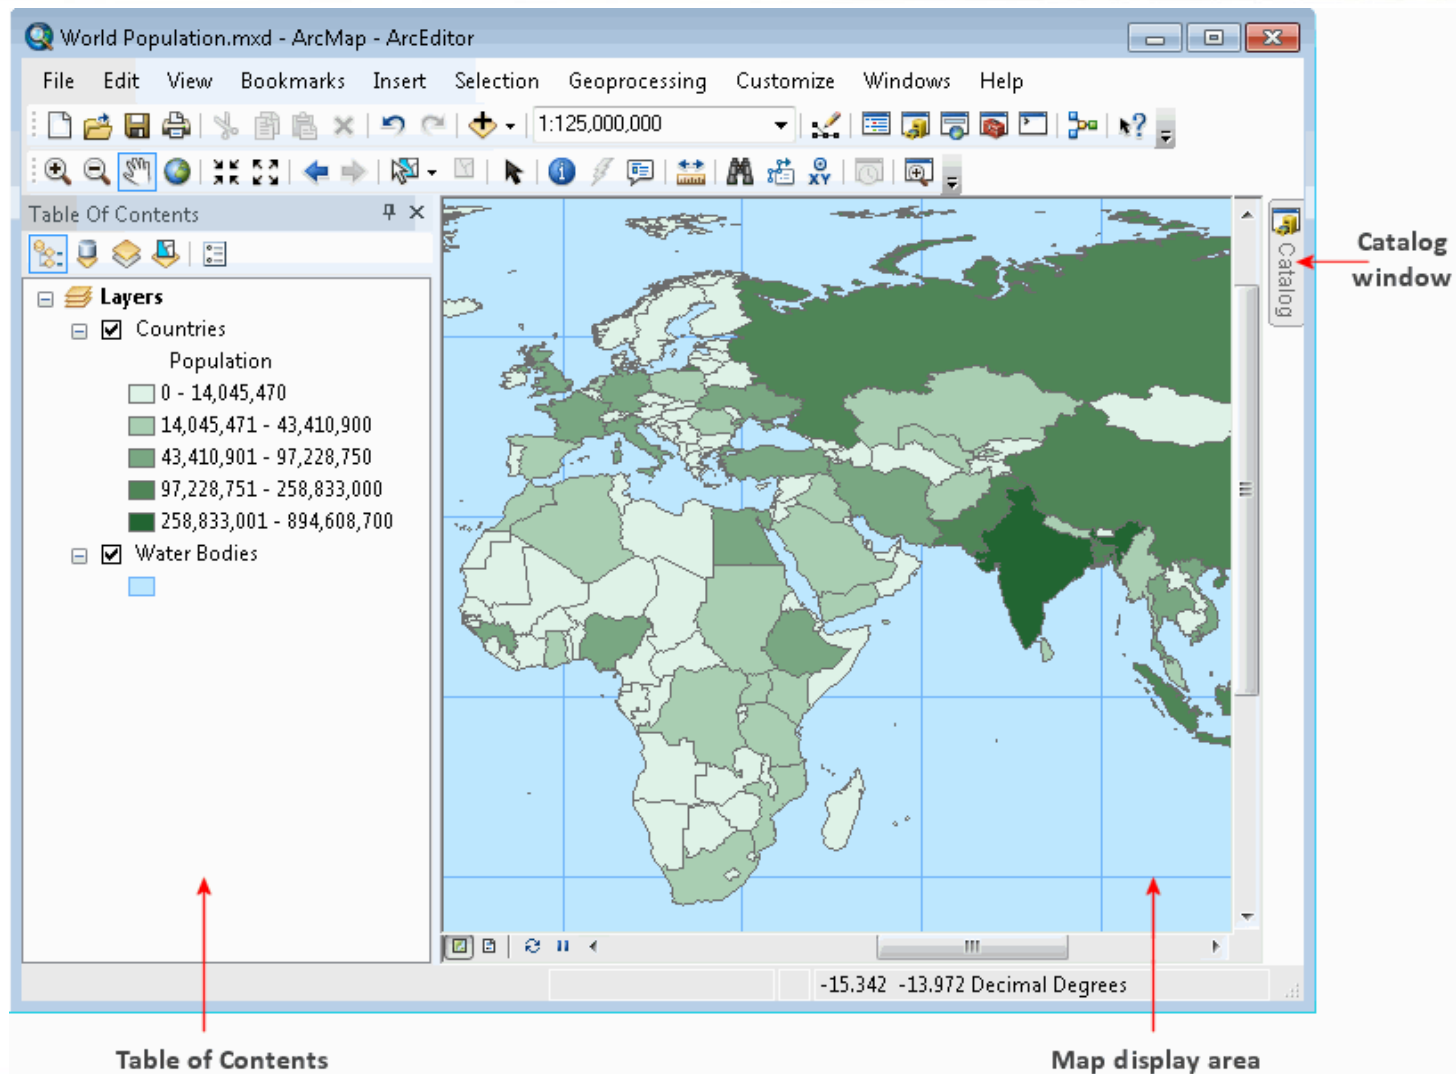 World Population.mxd - ArcMap - ArcEditor
File Edit View Bookmarks Insert Selection Geoprocessing Customize Windows Help
1:125,000,000
XY
Table Of Contents
Layers
Countries
Population
0 - 14,045,470
14,045,471 - 43,410,900
43,410,901 - 97,228,750
97,228,751 - 258,833,000
258,833,001 - 894,608,700
Water Bodies
Catalog
Catalog
window
-15.342 -13.972 Decimal Degrees
Table of Contents
Map display area